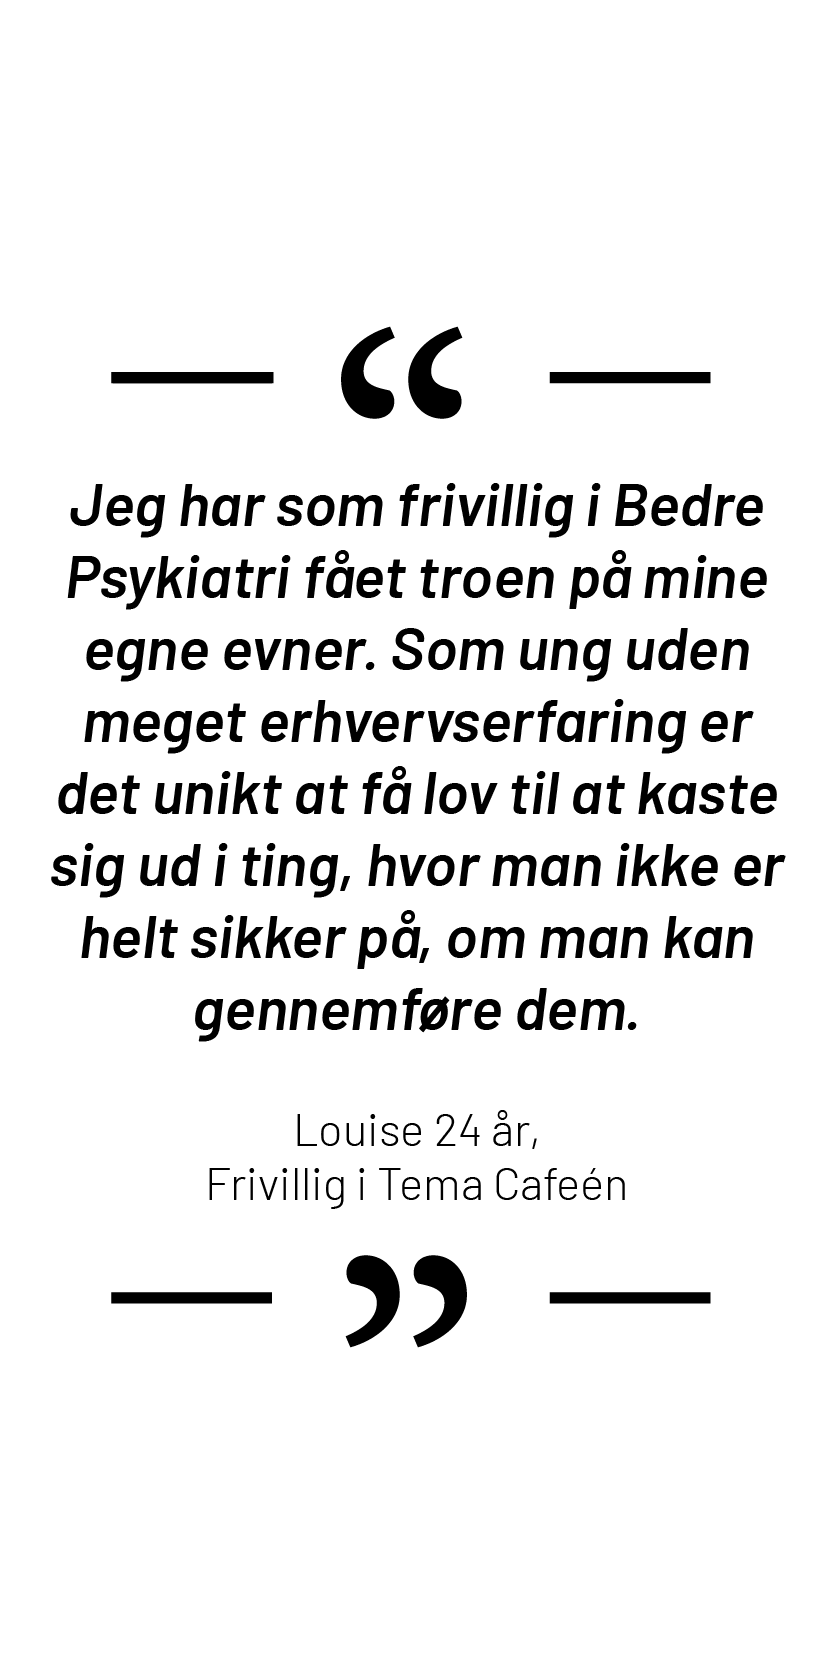 “
Jeg har som frivillig i Bedre
Psykiatri fået troen på mine
egne evner. Som ung uden
meget erhvervserfaring er
det unikt at få lov til at kaste
sig ud i ting, hvor man ikke er
helt sikker på, om man kan
gennemføre dem.
Louise 24 år,
Frivillig i Tema Cafeén
”